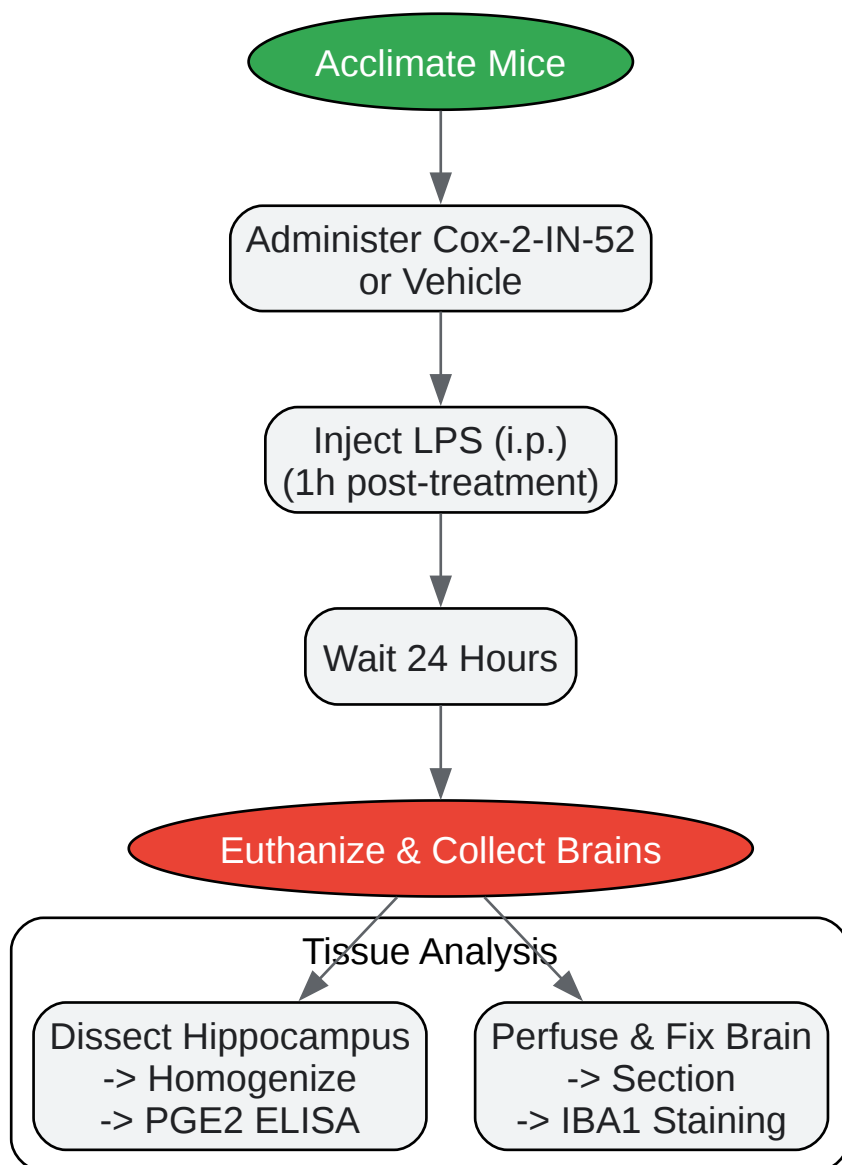 Acclimate Mice
Administer Cox-2-IN-52
or Vehicle
Inject LPS (i.p.)
(1h post-treatment)
Wait 24 Hours
Euthanize & Collect Brains
Tissue Analysis
Dissect Hippocampus
-> Homogenize
-> PGE2 ELISA
Perfuse & Fix Brain
-> Section
-> IBA1 Staining